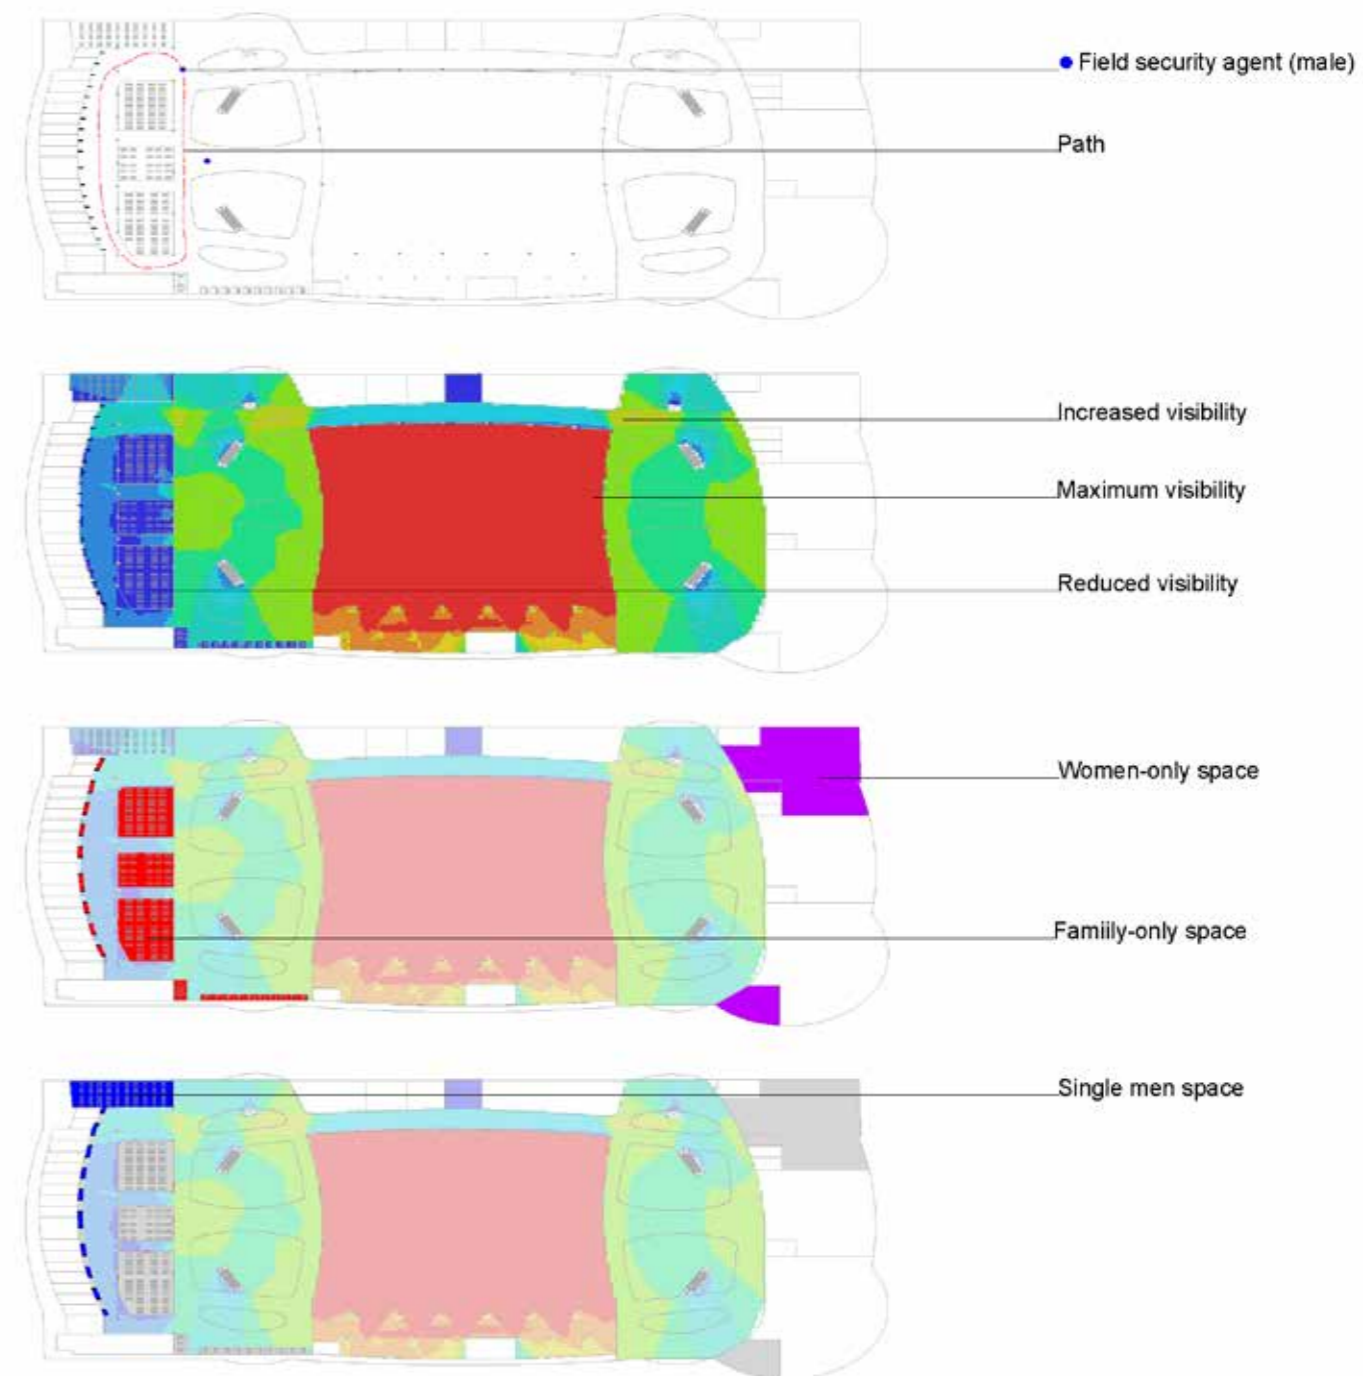 Field security agent (male)
Path
Increased visibility
Maximum visibility
Reduced visibility
Women-only space
Famiily-only space
Single men space